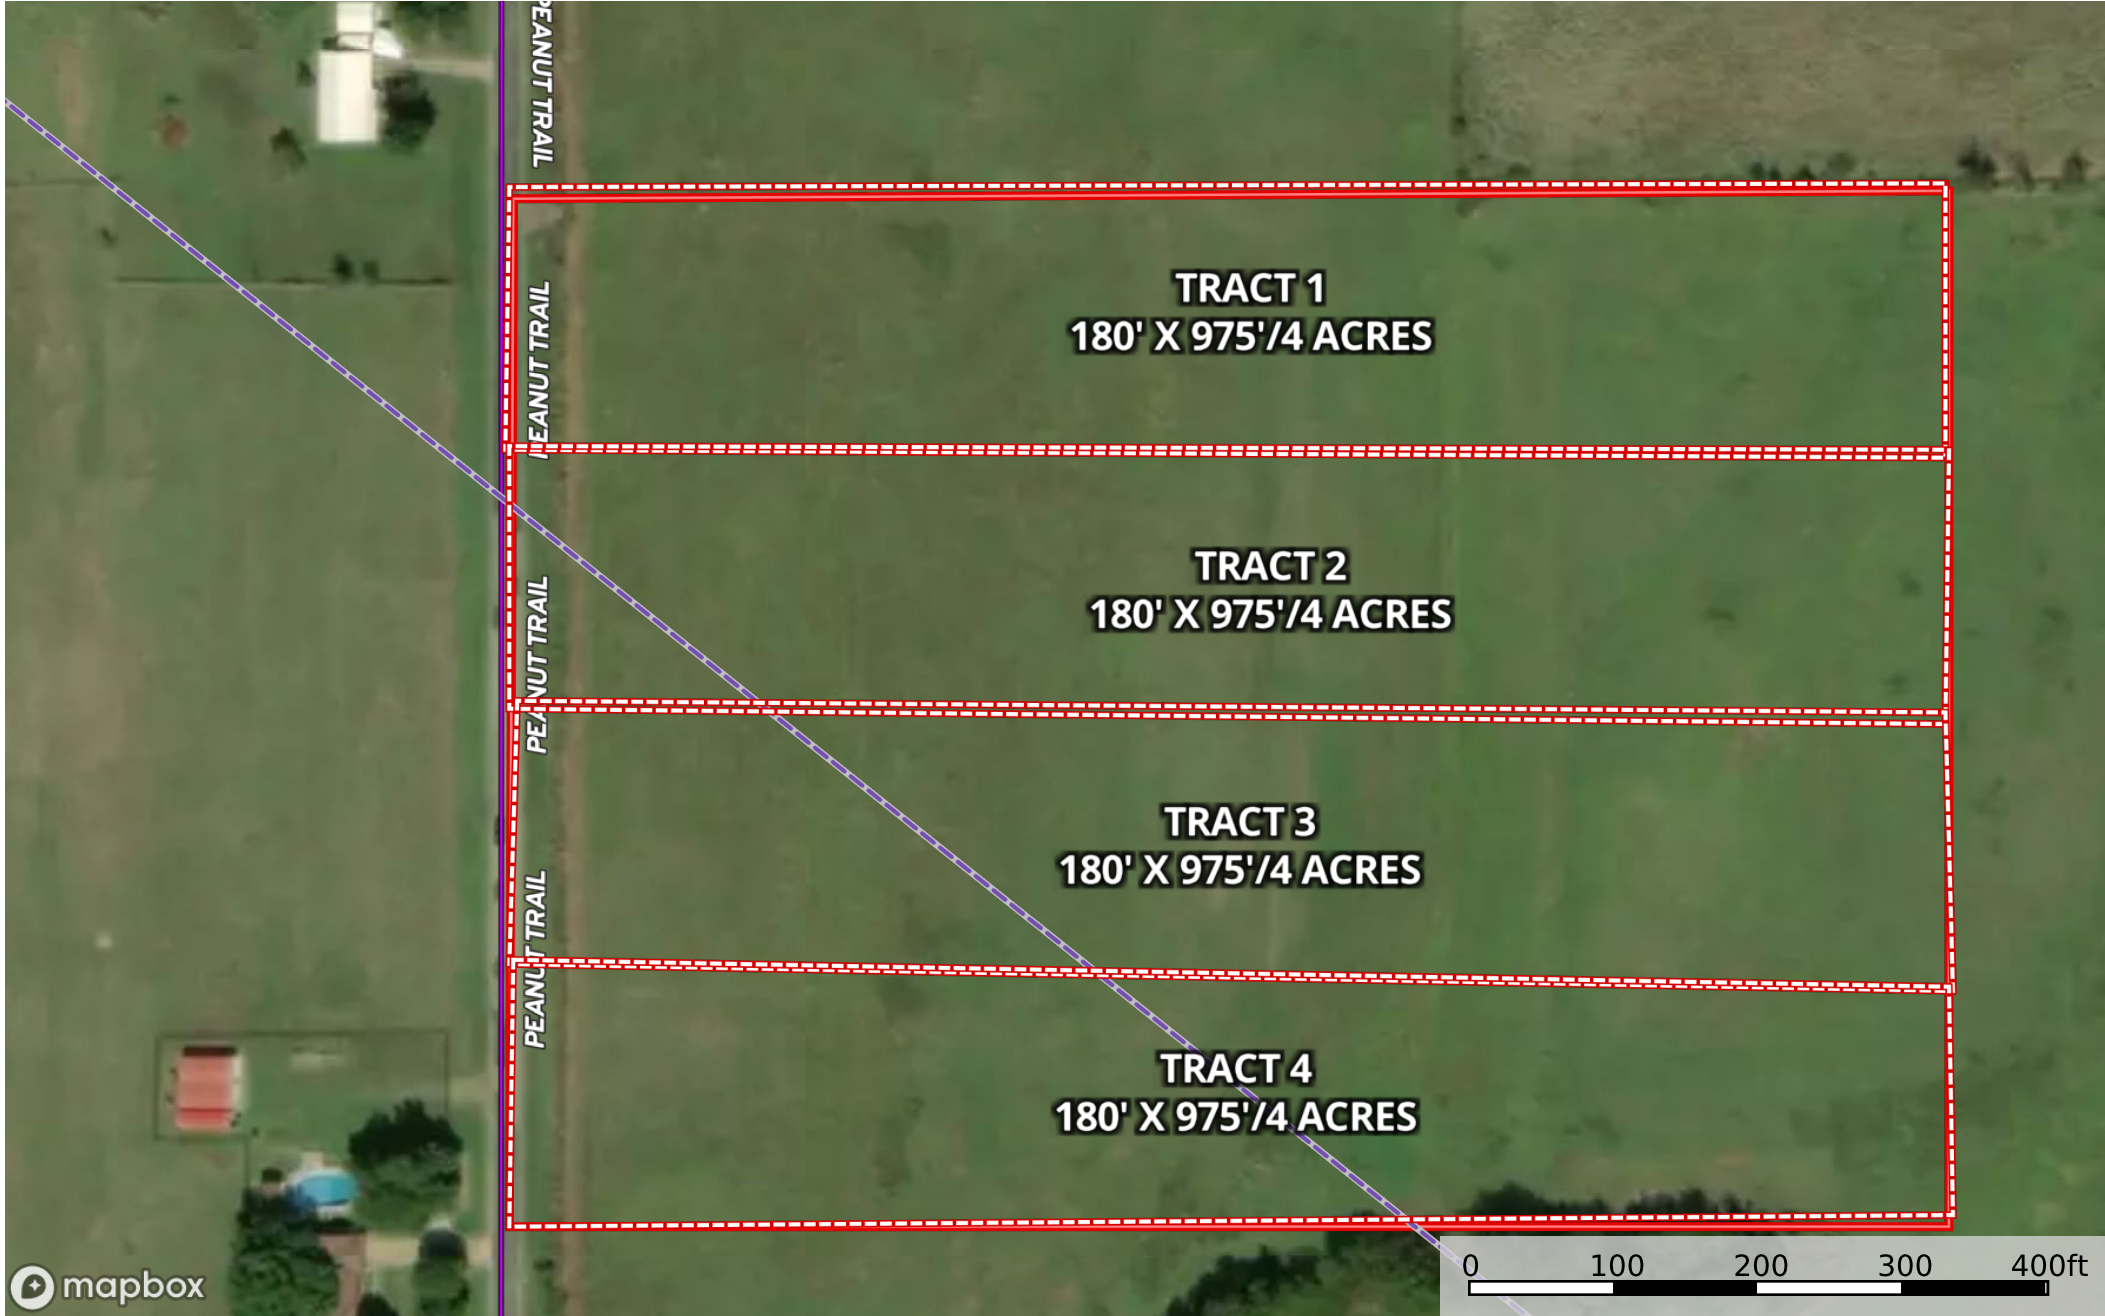 PEANUT TRAIL
TRACT 1
180' X 975'/4 ACRES
PEANUT TRAIL
TRACT 2
180' X 975'/4 ACRES
PEANUT TRAIL
TRACT 3
180' X 975'/4 ACRES
PEANUT TRAIL
TRACT 4
180' X 975'/4 ACRES
mapbox
0 100 200 300 400ft